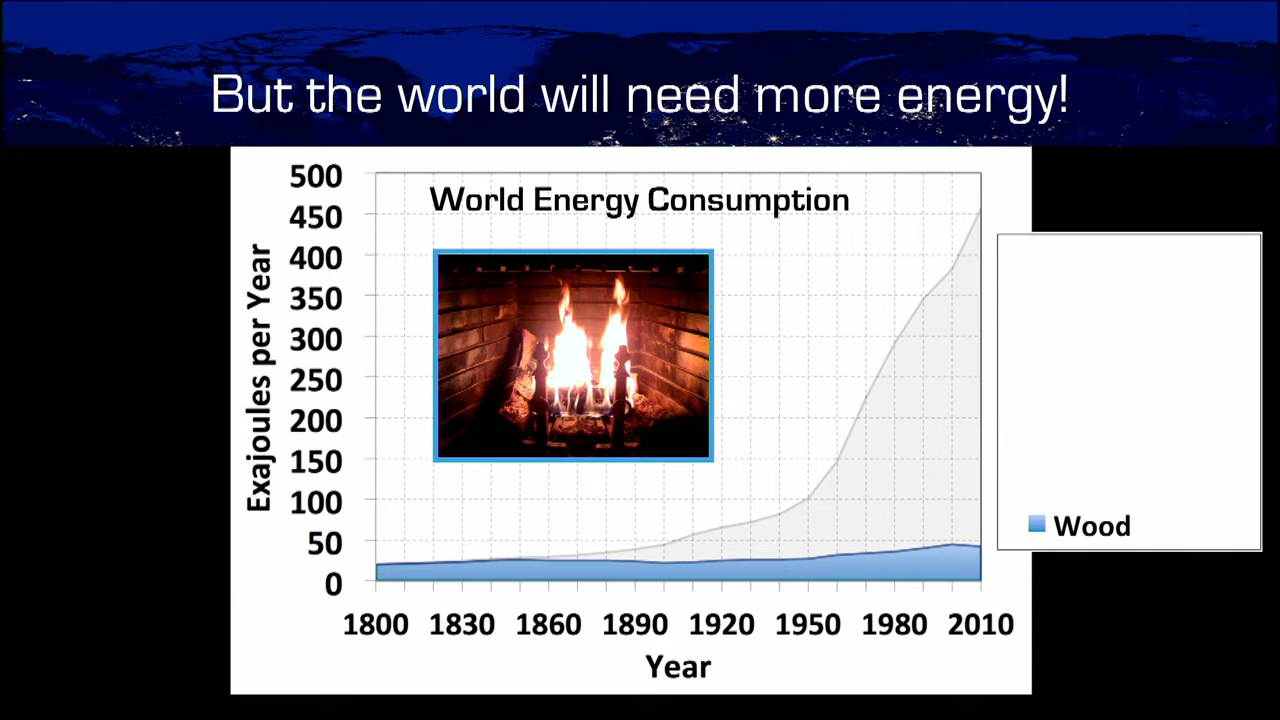 But the world will need more energy!
World Energy Consumption
Exajoules per Year
500
450
400
350
300
250
200
150
100
50
0
1800 1830 1860 1890 1920 1950 1980 2010
Year
Wood